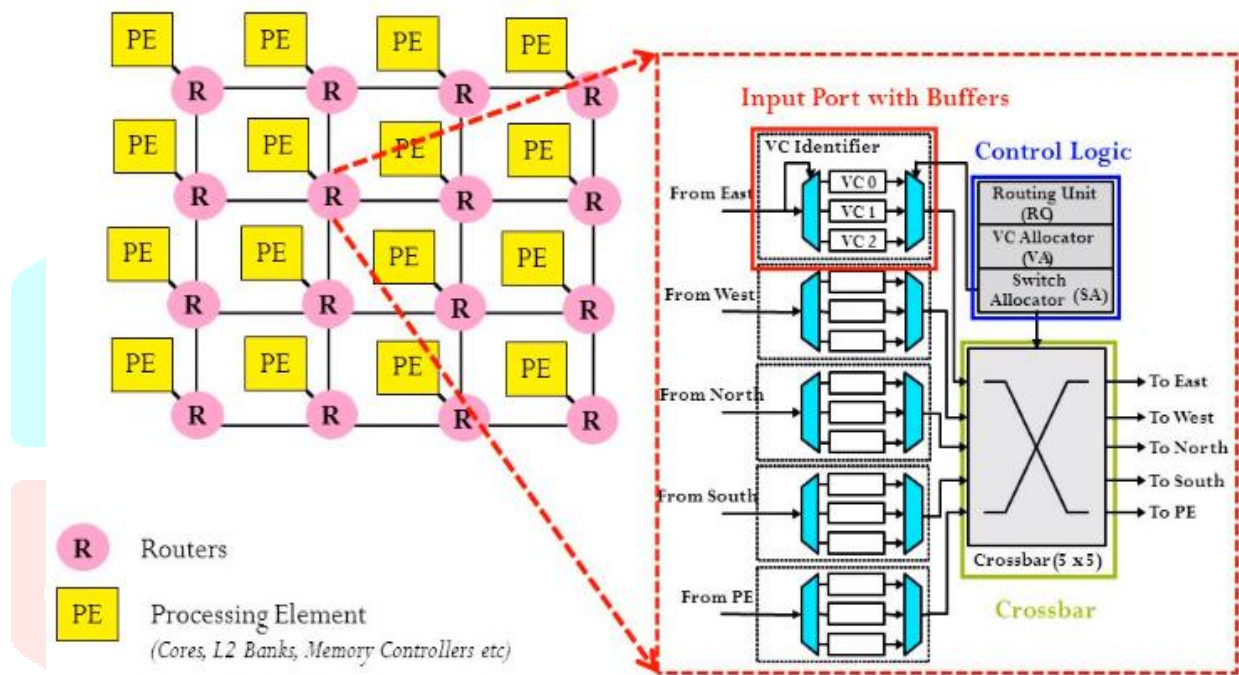 PE PE PE PE
R R R R
PE PE PE PE
R R R R
PE PE PE PE
R R R R
PE PE PE PE
R R R R
R Routers
PE Processing Element
(Cores, L2 Banks, Memory Controllers etc)
Input Port with Buffers
VC Identifier
From East
VC 0
VC 1
VC 2
From West
From North
From South
From PE
Control Logic
Routing Unit
(RC)
VC Allocator
(VA)
Switch
Allocator (SA)
To East
To West
To North
To South
To PE
Crossbar (5 x5)
Crossbar